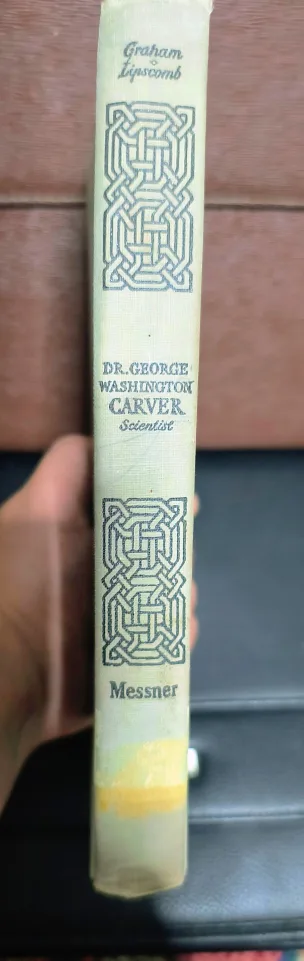 Graham
Lipscomb
DR. GEORGE
WASHINGTON
CARVER
Scientist
Messner